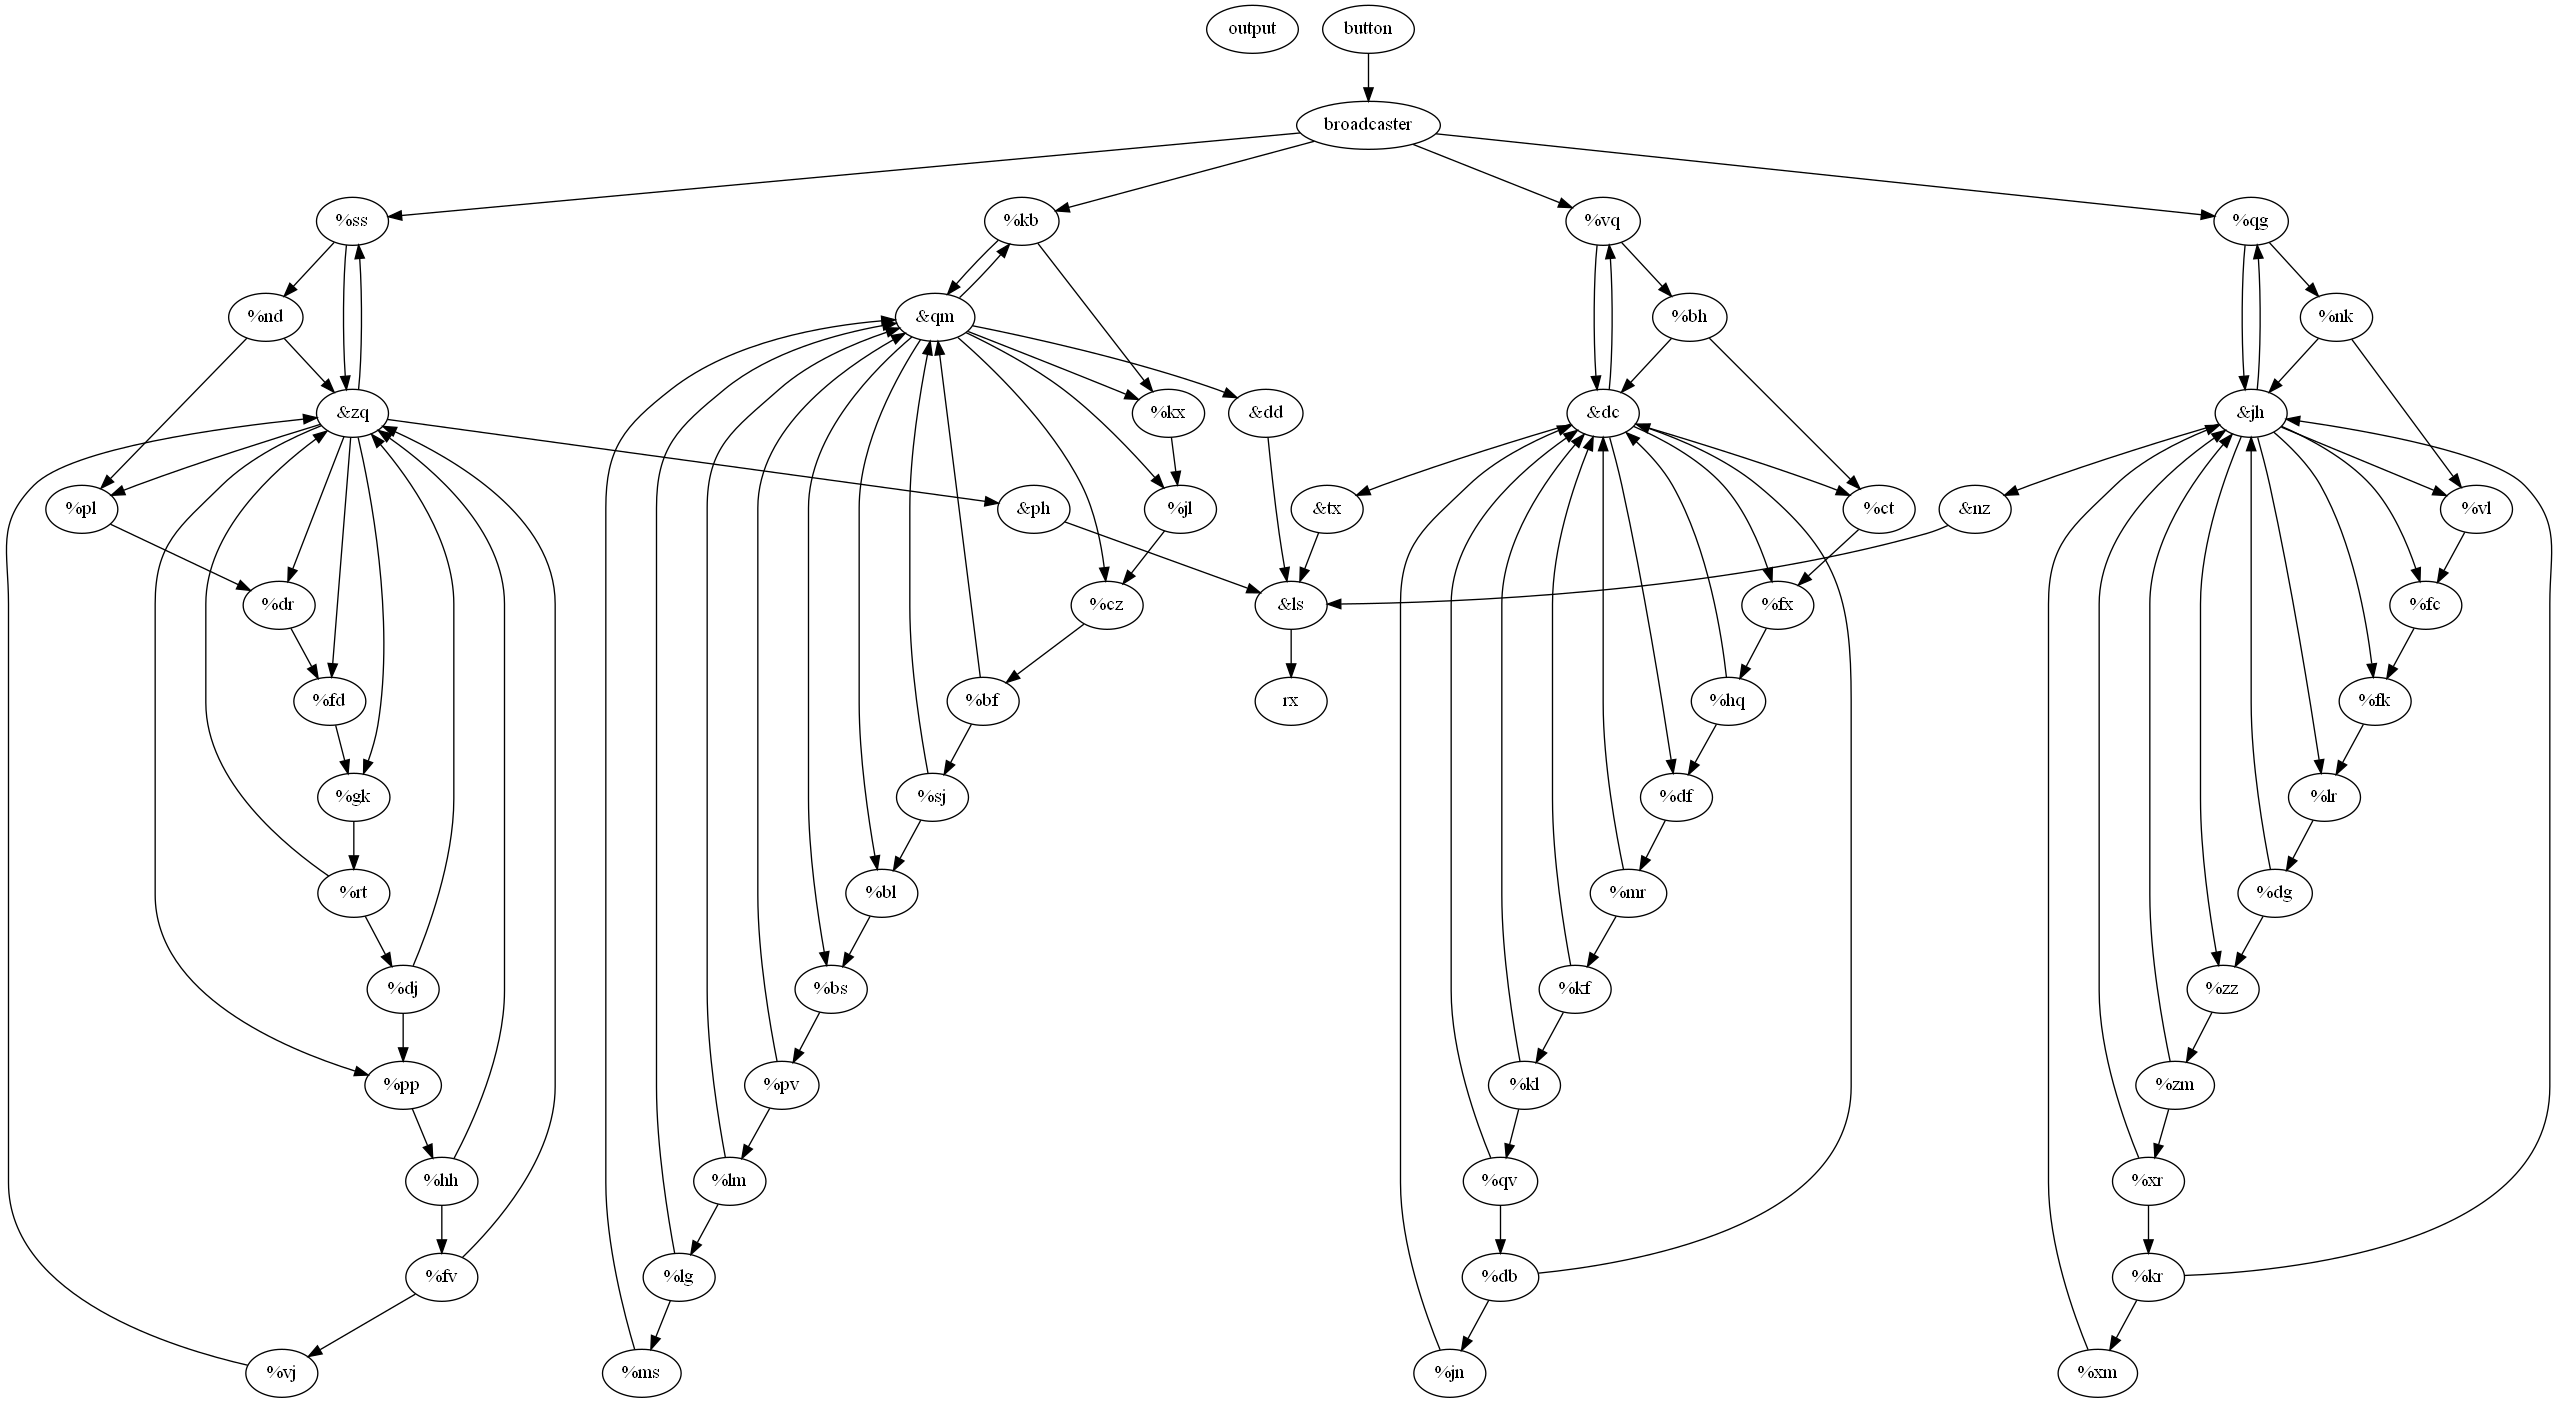 output
button
broadcaster
%ss
%kb
%vq
%qg
%nd
&qm
%bh
%nk
&zq
%kx
&dd
&dc
&jh
%pl
&ph
%jl
&tx
%ct
&nz
%vl
%dr
%cz
&ls
%fx
%fc
%fd
%bf
rx
%hq
%fk
%gk
%sj
%df
%lr
%rt
%bl
%mr
%dg
%dj
%bs
%kf
%zz
%pp
%pv
%kl
%zm
%hh
%lm
%qv
%xr
%fv
%lg
%db
%kr
%vj
%ms
%jn
%xm